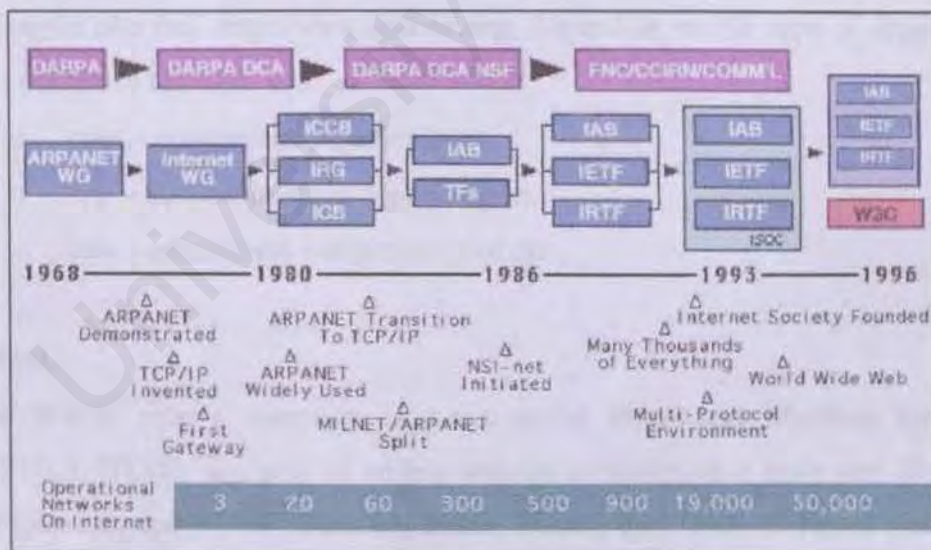 DARPA
DARPA DCA
DARPA DCA NSF
FNC/CCIRN/COMM'L
ARPANET
WG
Internet
WG
ICCB
IRG
ICB
IAB
TFs
IAB
IETF
IRTF
IAB
IETF
IRTF
ISOC
IAB
IETF
IRTF
W3C
1968
1980
1986
1993
1996
ARPANET
Demonstrated
ARPANET Transition
To TCP/IP
Internet Society Founded
TCP/IP
Invented
ARPANET
Widely Used
NSI-net
Initiated
Many Thousands
of Everything
World Wide Web
First
Gateway
MILNET/ARPANET
Split
Multi-Protocol
Environment
Operational
Networks
On Internet
3 20 60 300 500 900 19,000 50,000
University